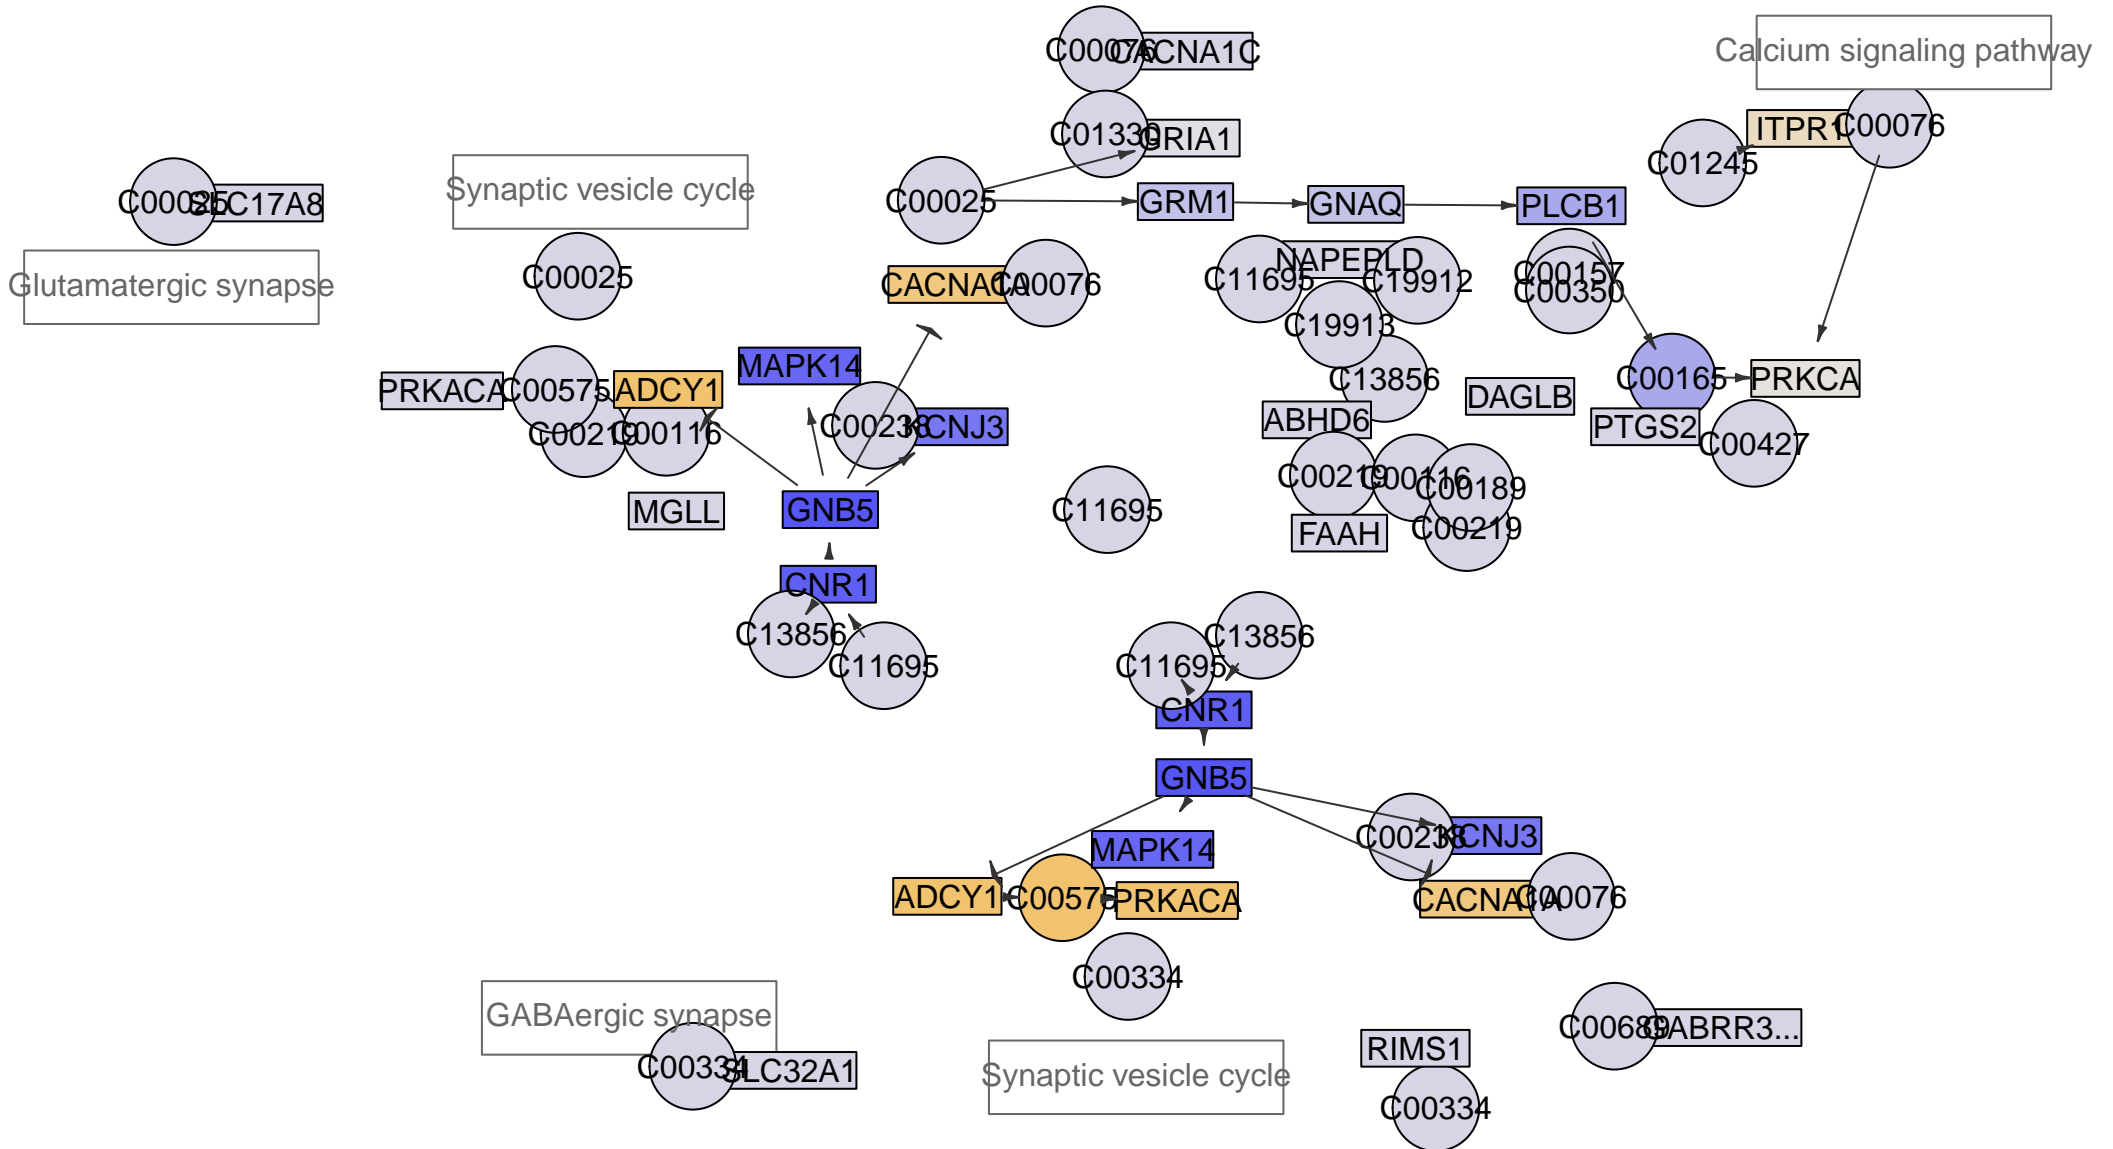 C00076
CACNA1C
Calcium signaling pathway
C01330
GRIA1
ITPR1
C00076
C01245
C00025
SLC17A8
Synaptic vesicle cycle
C00025
GRM1
GNAQ
PLCB1
Glutamatergic synapse
C00025
CACNA1A
C00076
C11695
NAPEPLD
C19912
C00157
C00350
C19913
PRKACA
C00575
ADCY1
MAPK14
C13856
C00165
PRKCA
DAGLB
C00219
C00116
C00238
KCNJ3
ABHD6
PTGS2
C00427
C00219
C00116
C00189
MGLL
GNB5
C11695
FAAH
C00219
CNR1
C13856
C11695
C11695
C13856
CNR1
GNB5
MAPK14
C00238
KCNJ3
ADCY1
C00575
PRKACA
CACNA1A
C00076
C00334
GABAergic synapse
C00334
SLC32A1
Synaptic vesicle cycle
RIMS1
C00334
C00689
GABRR3...